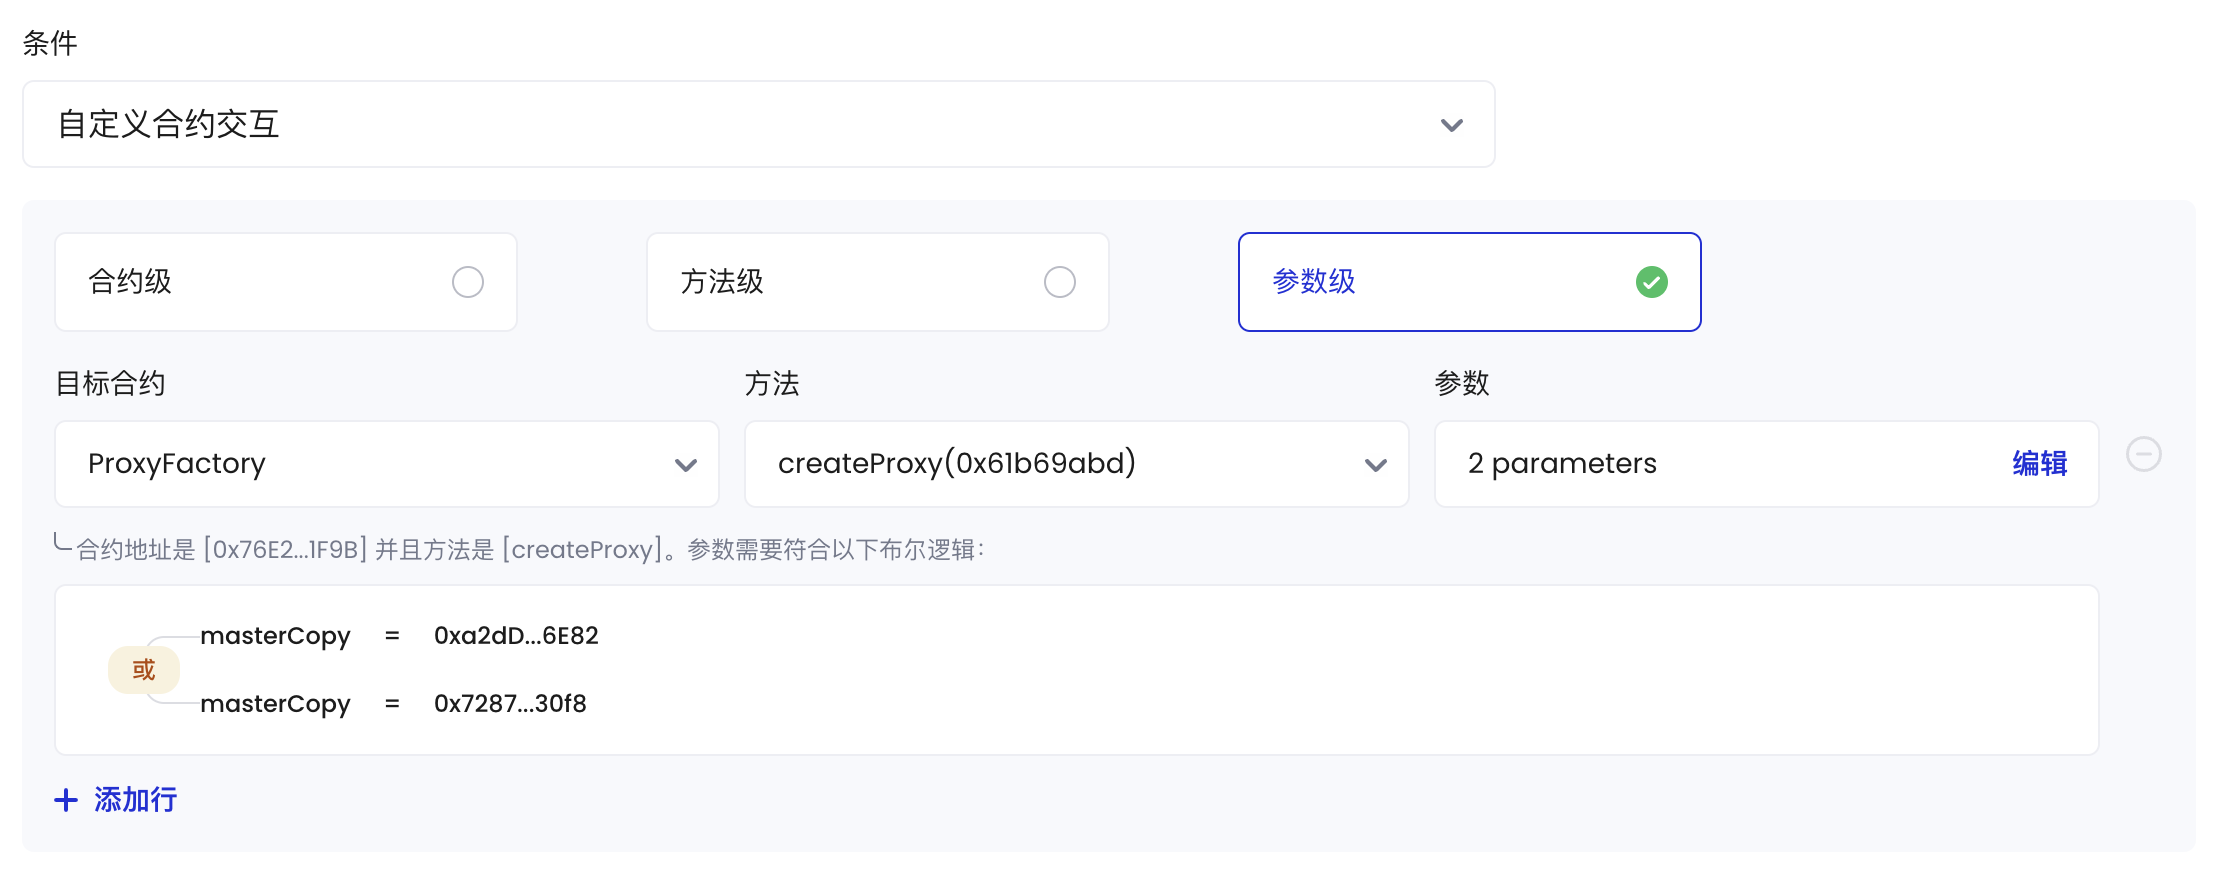 条件
自定义合约交互
合约级 方法级 参数级
目标合约 方法 参数
ProxyFactory createProxy(0x61b69abd) 2 parameters 编辑
合约地址是 [0x76E2...1F9B] 并且方法是 [createProxy]。参数需要符合以下布尔逻辑：
masterCopy = 0xa2dD...6E82
或
masterCopy = 0x7287...30f8
+ 添加行